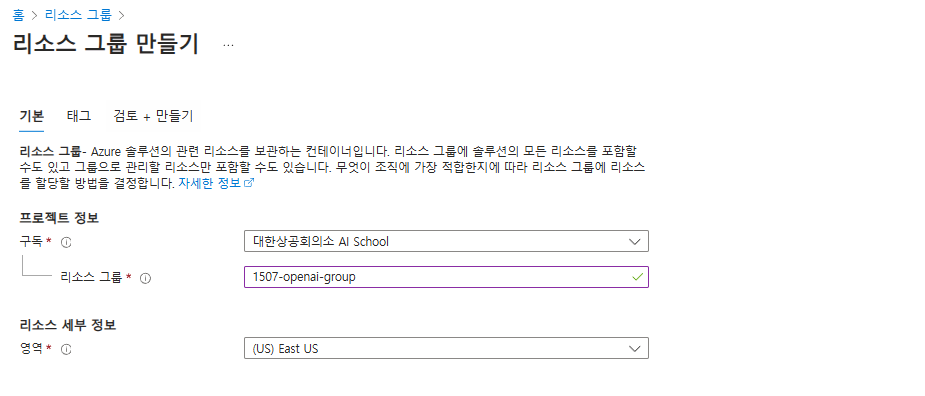 홈 > 리소스 그룹 >
리소스 그룹 만들기 ...
기본 태그 검토 + 만들기
리소스 그룹- Azure 솔루션의 관련 리소스를 보관하는 컨테이너입니다. 리소스 그룹에 솔루션의 모든 리소스를 포함할
수도 있고 그룹으로 관리할 리소스만 포함할 수도 있습니다. 무엇이 조직에 가장 적합한지에 따라 리소스 그룹에 리소스
를 할당할 방법을 결정합니다. 자세한 정보
프로젝트 정보
구독 * 대한상공회의소 AI School
리소스 그룹 * 1507-openai-group
리소스 세부 정보
영역 * (US) East US